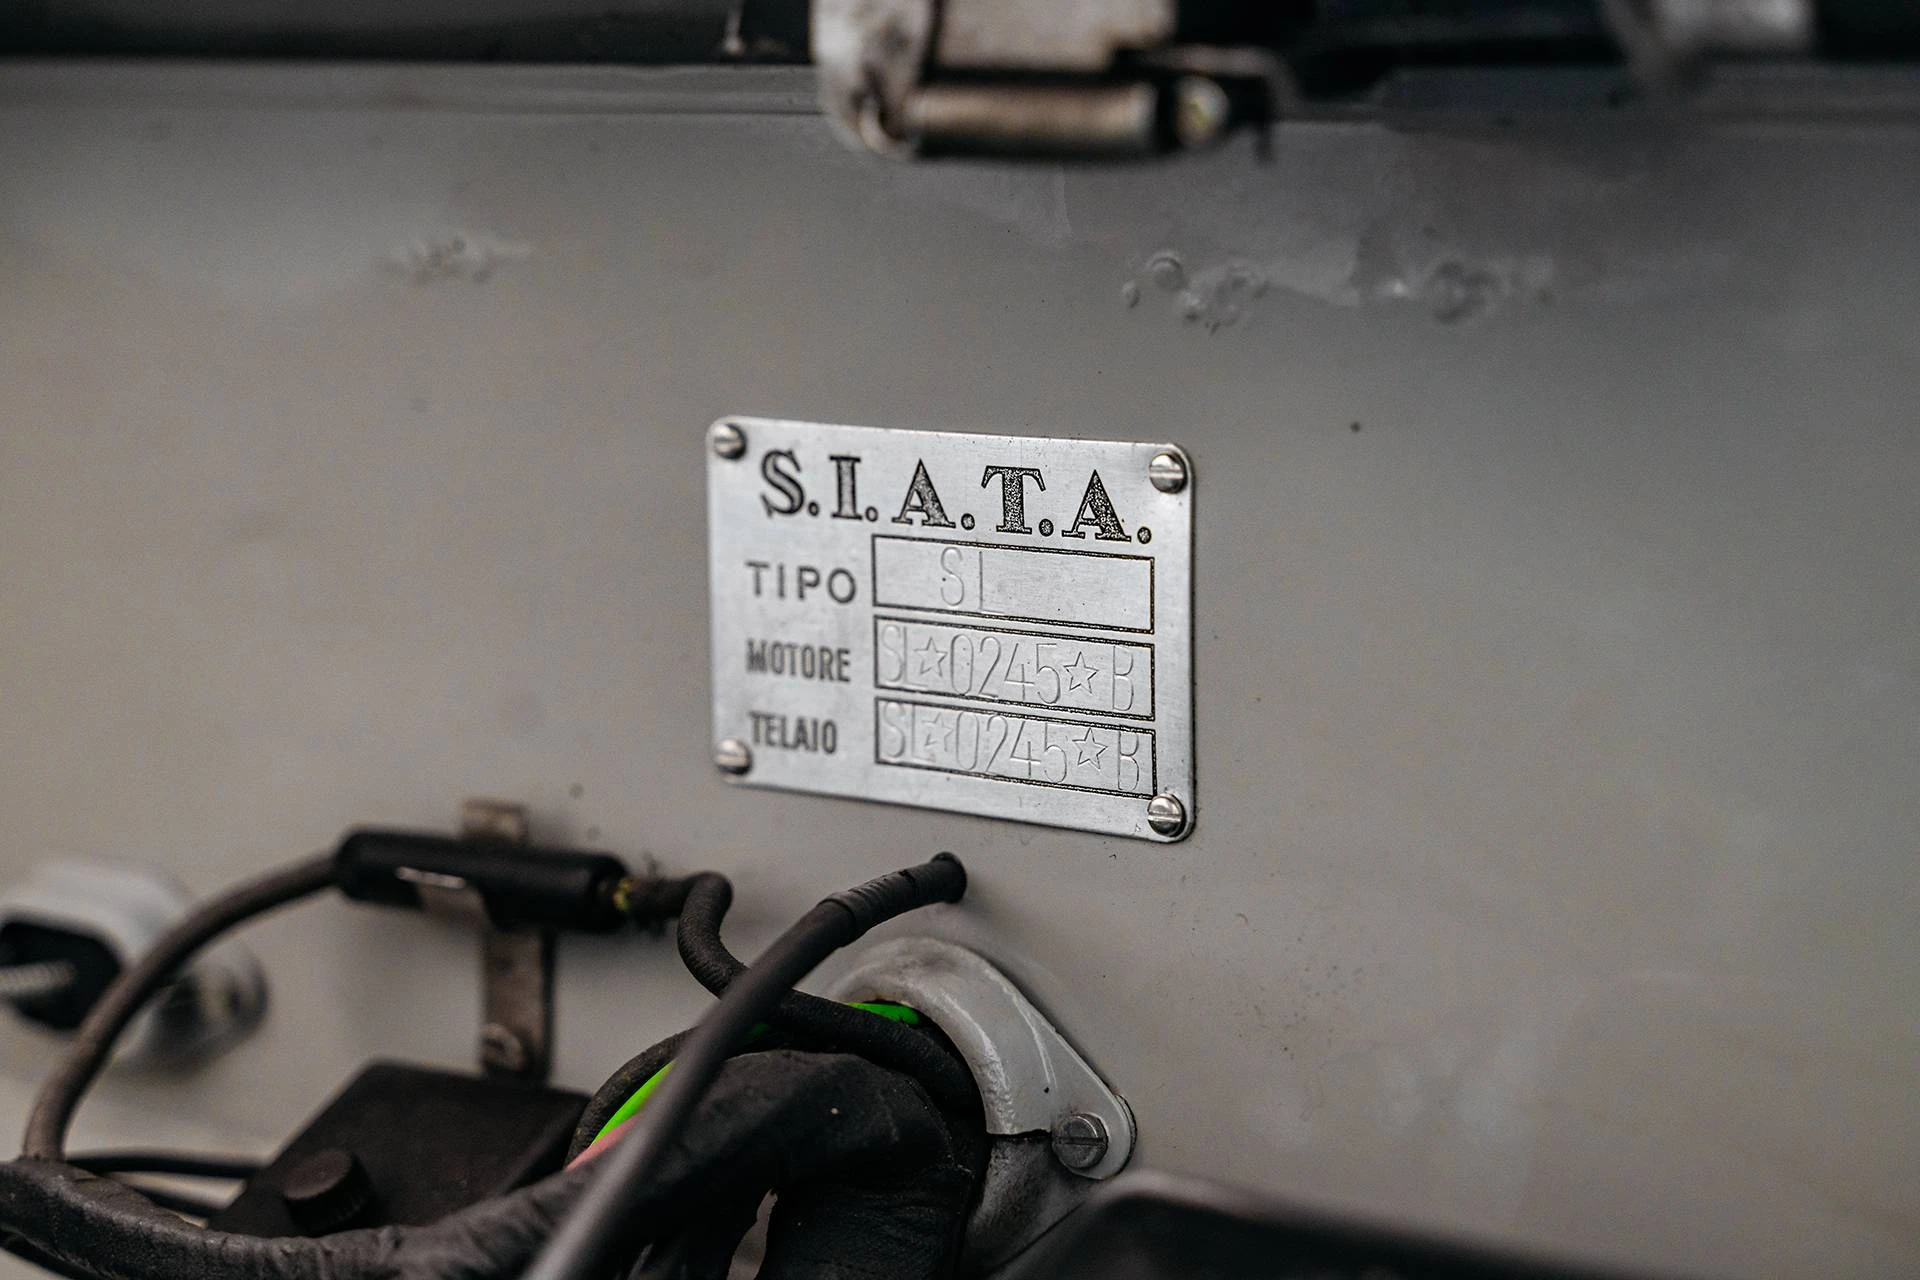 S.I.A.T.A.
TIPO SL
MOTORE SL☆0245☆B
TELAIO SL☆0245☆B